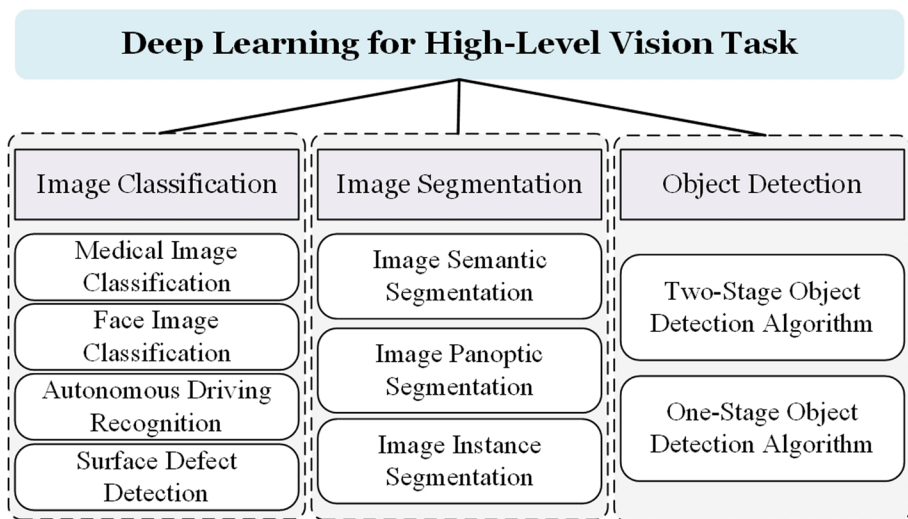 Deep Learning for High-Level Vision Task
Image Classification
Medical Image
Classification
Face Image
Classification
Autonomous Driving
Recognition
Surface Defect
Detection
Image Segmentation
Image Semantic
Segmentation
Image Panoptic
Segmentation
Image Instance
Segmentation
Object Detection
Two-Stage Object
Detection Algorithm
One-Stage Object
Detection Algorithm